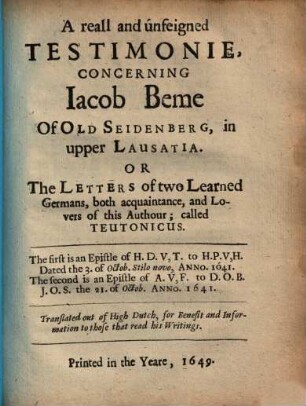 A reall and unfeigned
TESTIMONIE,
CONCERNING
Iacob Beme
Of OLD SEIDENBERG, in
upper LAUSATIA.
OR
The LETTERS of two Learned
Germans, both acquaintance, and Lo-
vers of this Authour; called
TEUTONICUS.
The first is an Epistle of H. D. V. T. to H.P.V.H.
Dated the 3. of Octob. Stilo novo, ANNO. 1641.
The second is an Epistle of A. V. F. to D. O. B.
J. O. S. the 21. of Octob. ANNO. 1641.
Translated out of High Dutch, for Benefit and Infor-
mation to those that read his Writings.
Printed in the Yeare, 1649.